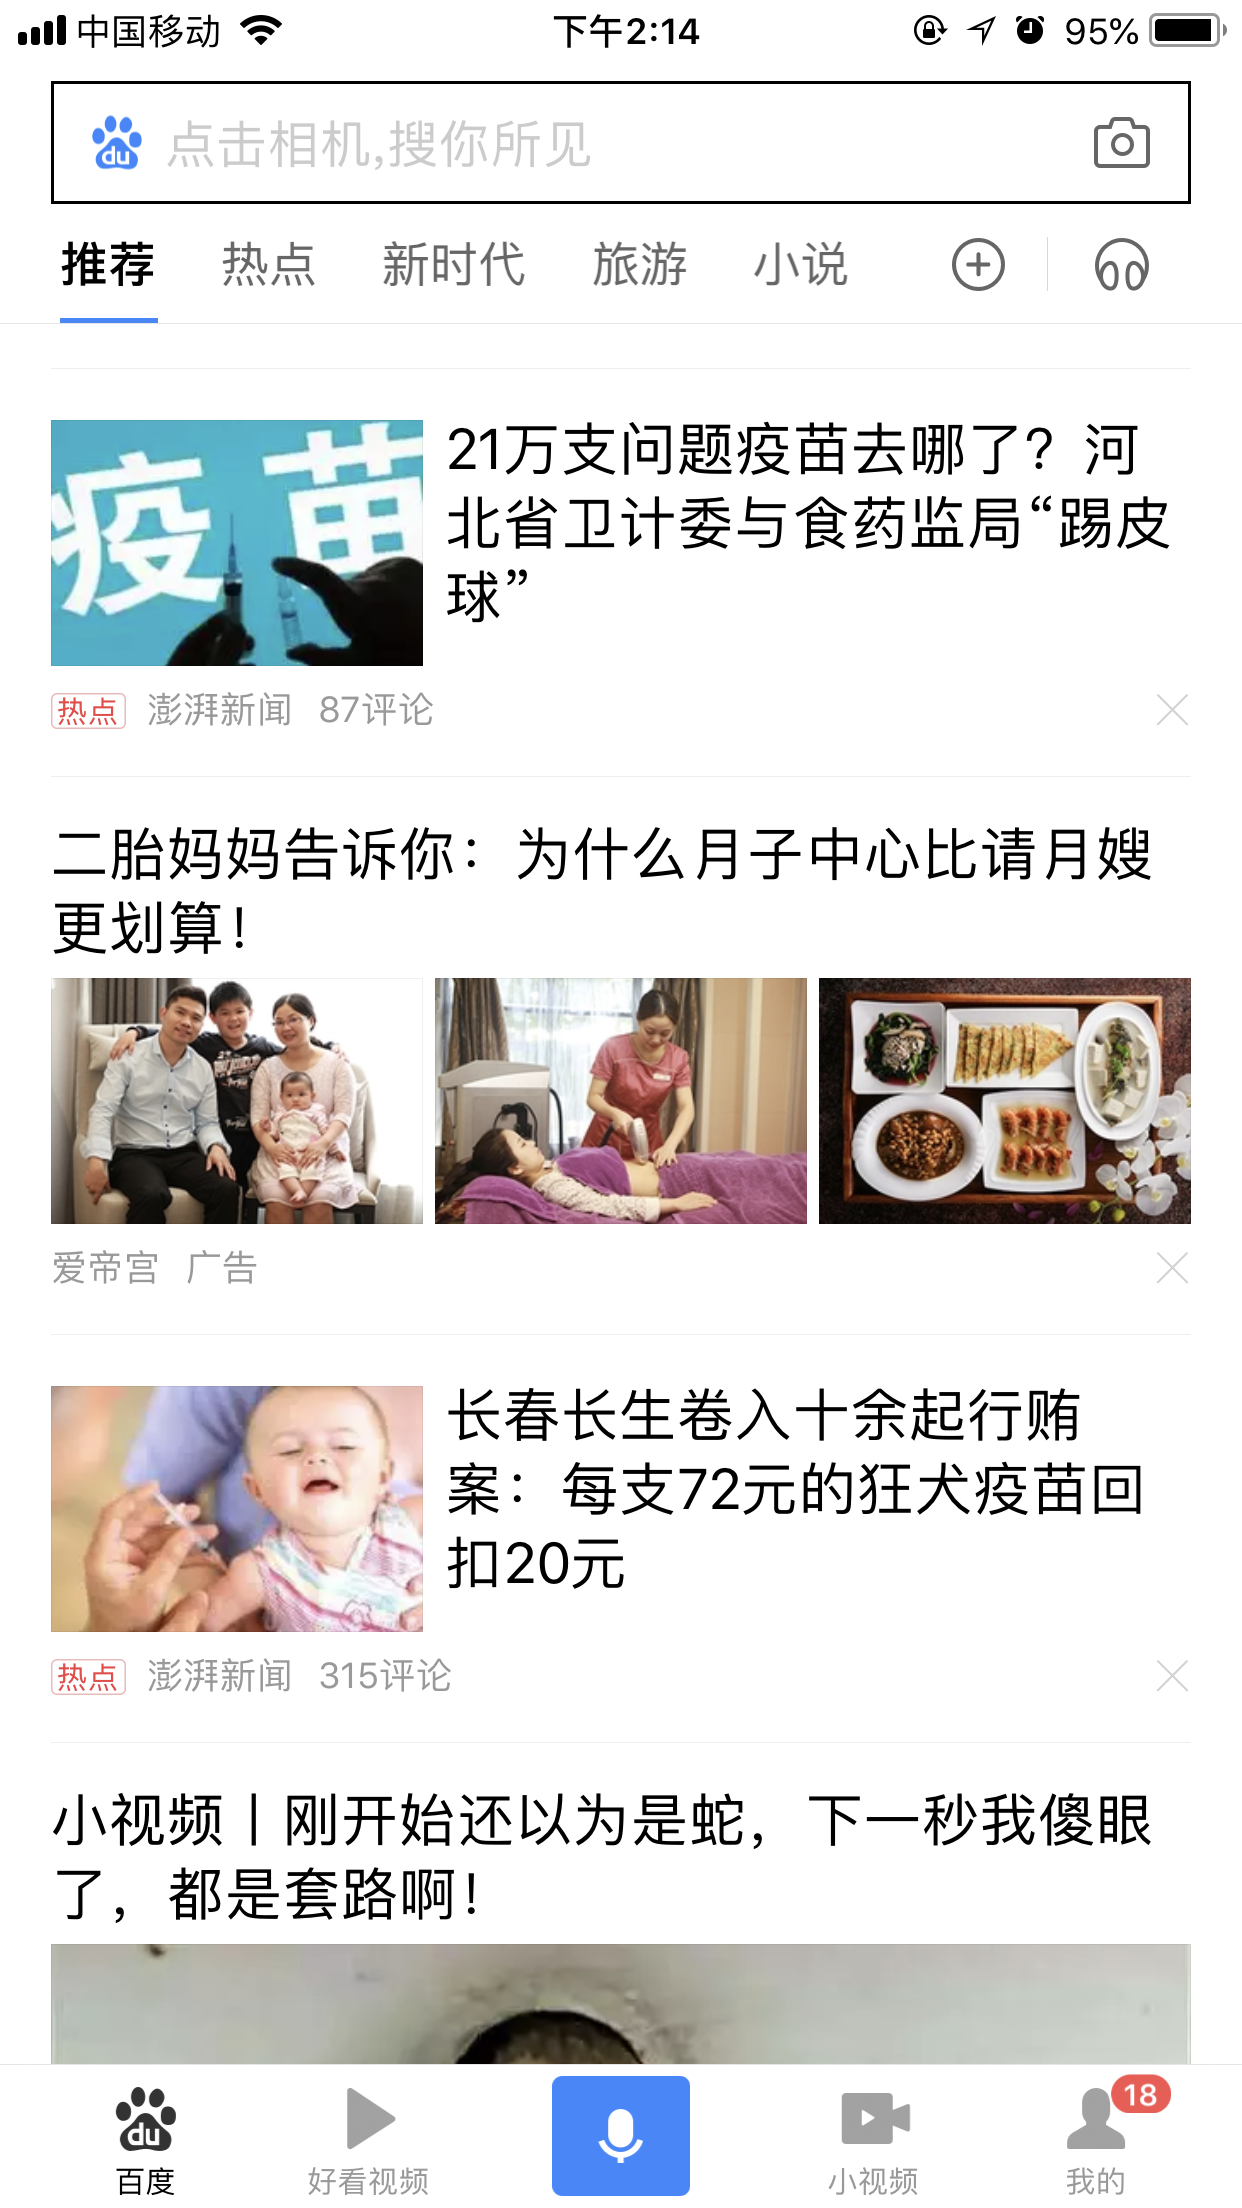 中国移动 下午2:14 95%
du 点击相机,搜你所见
推荐 热点 新时代 旅游 小说
疫苗
21万支问题疫苗去哪了？河
北省卫计委与食药监局“踢皮
球”
热点 澎湃新闻 87评论
二胎妈妈告诉你：为什么月子中心比请月嫂
更划算！
爱帝宫 广告
长春长生卷入十余起行贿
案：每支72元的狂犬疫苗回
扣20元
热点 澎湃新闻 315评论
小视频丨刚开始还以为是蛇，下一秒我傻眼
了，都是套路啊！
du 18
百度 好看视频 小视频 我的